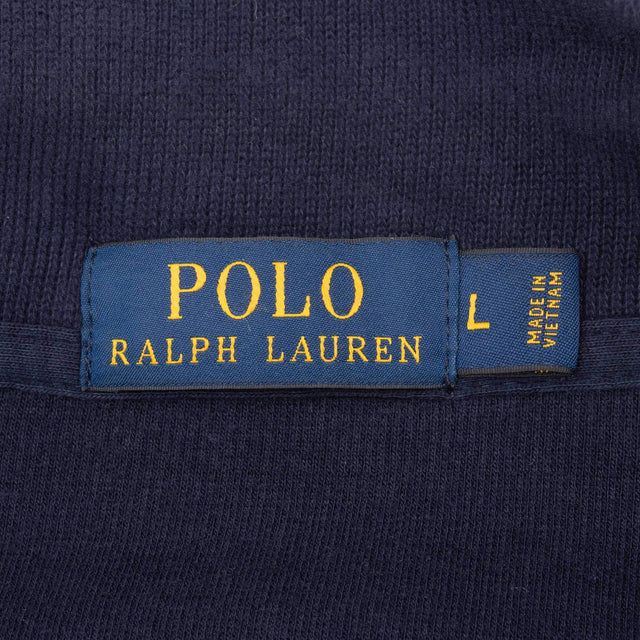 POLO
RALPH LAUREN
L
MADE IN
VIETNAM